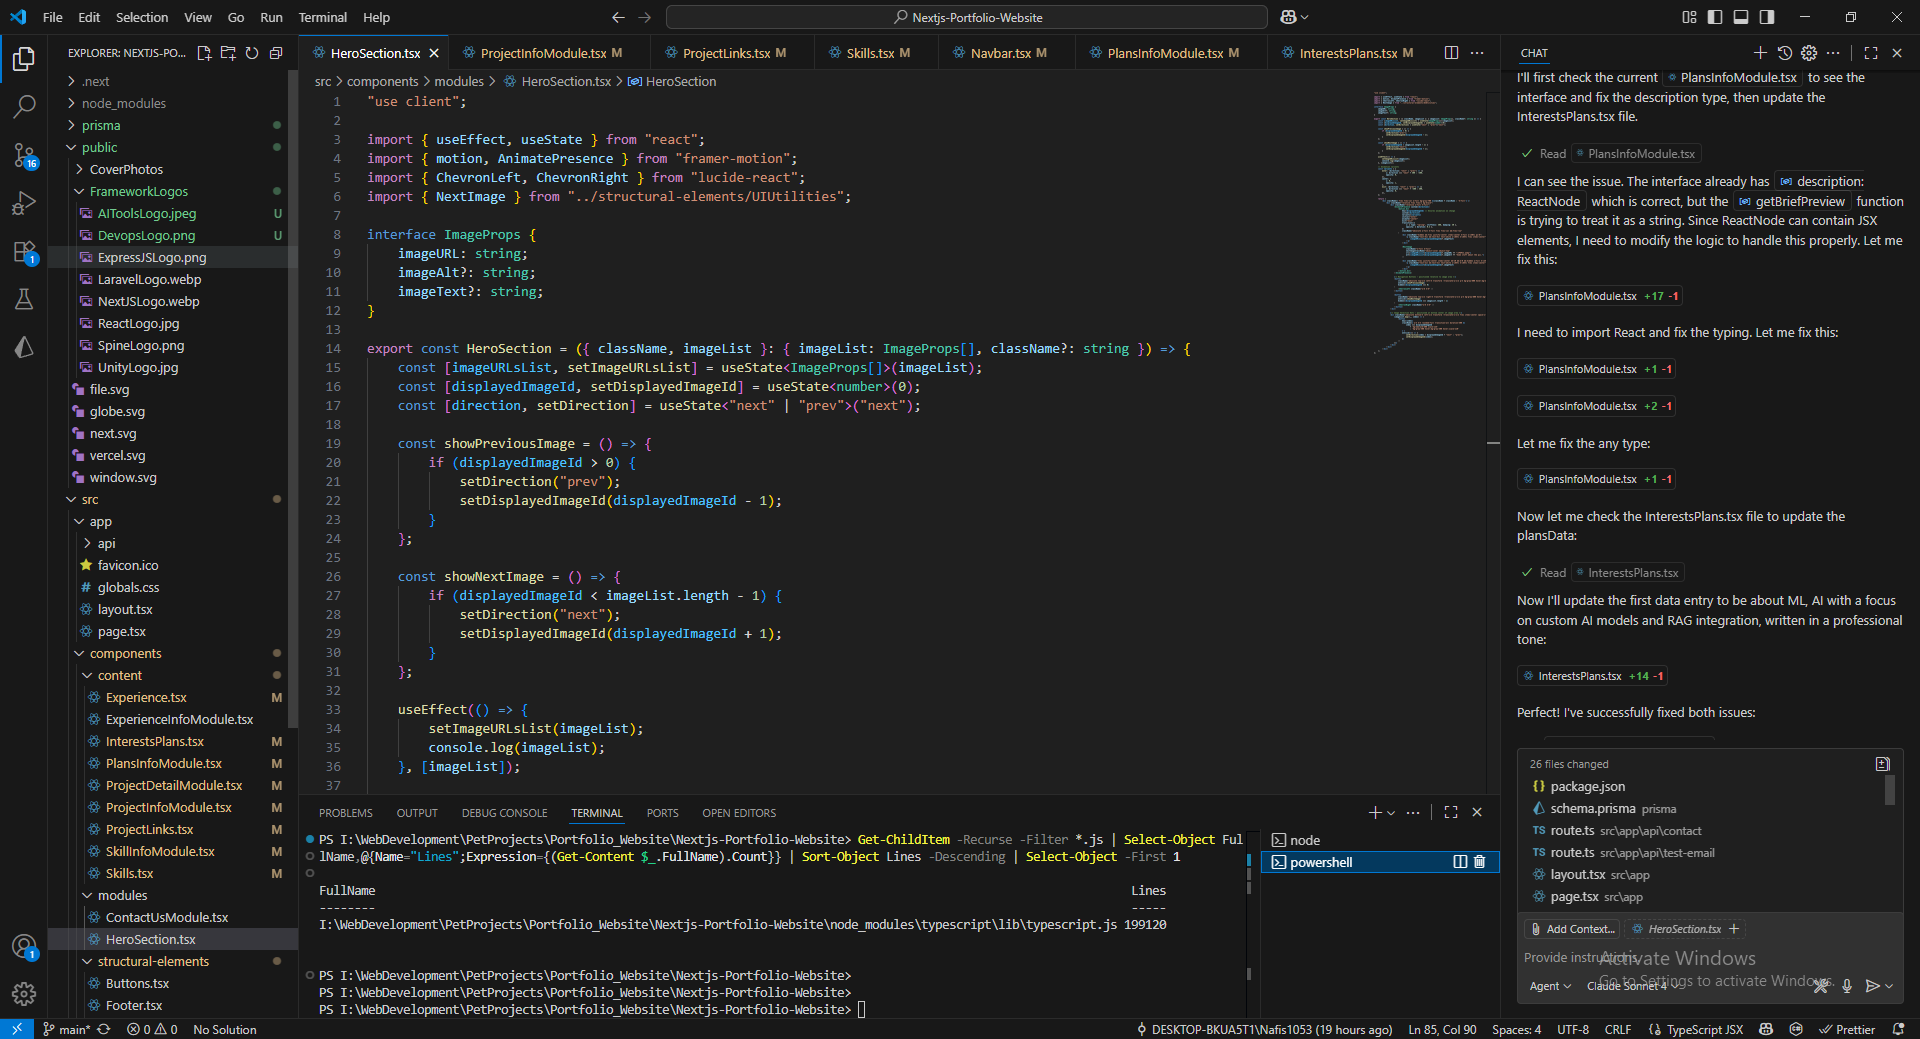 File Edit Selection View Go Run Terminal Help
Nextjs-Portfolio-Website
EXPLORER: NEXTJS-PO...
.next
node_modules
prisma
public
CoverPhotos
FrameworkLogos
AIToolsLogo.jpeg U
DevopsLogo.png U
ExpressJSLogo.png
LaravelLogo.webp
NextJSLogo.webp
ReactLogo.jpg
SpineLogo.png
UnityLogo.jpg
file.svg
globe.svg
next.svg
vercel.svg
window.svg
src
app
api
favicon.ico
globals.css
layout.tsx
page.tsx
components
content
Experience.tsx M
ExperienceInfoModule.tsx
InterestsPlans.tsx M
PlansInfoModule.tsx M
ProjectDetailModule.tsx M
ProjectInfoModule.tsx M
ProjectLinks.tsx M
SkillInfoModule.tsx M
Skills.tsx M
modules
ContactUsModule.tsx
HeroSection.tsx
structural-elements
Buttons.tsx
Footer.tsx
16
1
1
HeroSection.tsx ProjectInfoModule.tsx M ProjectLinks.tsx M Skills.tsx M Navbar.tsx M PlansInfoModule.tsx M InterestsPlans.tsx M
src > components > modules > HeroSection.tsx > HeroSection
1 "use client";
2
3 import { useEffect, useState } from "react";
4 import { motion, AnimatePresence } from "framer-motion";
5 import { ChevronLeft, ChevronRight } from "lucide-react";
6 import { NextImage } from "../structural-elements/UIUtilities";
7
8 interface ImageProps {
9 imageURL: string;
10 imageAlt?: string;
11 imageText?: string;
12 }
13
14 export const HeroSection = ({ className, imageList }: { imageList: ImageProps[], className?: string }) => {
15 const [imageURLsList, setImageURLsList] = useState<ImageProps[]>(imageList);
16 const [displayedImageId, setDisplayedImageId] = useState<number>(0);
17 const [direction, setDirection] = useState<"next" | "prev">("next");
18
19 const showPreviousImage = () => {
20 if (displayedImageId > 0) {
21 setDirection("prev");
22 setDisplayedImageId(displayedImageId - 1);
23 }
24 };
25
26 const showNextImage = () => {
27 if (displayedImageId < imageList.length - 1) {
28 setDirection("next");
29 setDisplayedImageId(displayedImageId + 1);
30 }
31 };
32
33 useEffect(() => {
34 setImageURLsList(imageList);
35 console.log(imageList);
36 }, [imageList]);
37
PROBLEMS OUTPUT DEBUG CONSOLE TERMINAL PORTS OPEN EDITORS
PS I:\WebDevelopment\PetProjects\Portfolio_Website\Nextjs-Portfolio-Website> Get-ChildItem -Recurse -Filter *.js | Select-Object Ful
lName,@{Name="Lines";Expression={(Get-Content $_.FullName).Count}} | Sort-Object Lines -Descending | Select-Object -First 1
FullName Lines
-------- -----
I:\WebDevelopment\PetProjects\Portfolio_Website\Nextjs-Portfolio-Website\node_modules\typescript\lib\typescript.js 199120
PS I:\WebDevelopment\PetProjects\Portfolio_Website\Nextjs-Portfolio-Website>
PS I:\WebDevelopment\PetProjects\Portfolio_Website\Nextjs-Portfolio-Website>
PS I:\WebDevelopment\PetProjects\Portfolio_Website\Nextjs-Portfolio-Website>
node
powershell
CHAT
I'll first check the current PlansInfoModule.tsx to see the
interface and fix the description type, then update the
InterestsPlans.tsx file.
Read PlansInfoModule.tsx
I can see the issue. The interface already has description:
ReactNode which is correct, but the getBriefPreview function
is trying to treat it as a string. Since ReactNode can contain JSX
elements, I need to modify the logic to handle this properly. Let me
fix this:
PlansInfoModule.tsx +17 -1
I need to import React and fix the typing. Let me fix this:
PlansInfoModule.tsx +1 -1
PlansInfoModule.tsx +2 -1
Let me fix the any type:
PlansInfoModule.tsx +1 -1
Now let me check the InterestsPlans.tsx file to update the
plansData:
Read InterestsPlans.tsx
Now I'll update the first data entry to be about ML, AI with a focus
on custom AI models and RAG integration, written in a professional
tone:
InterestsPlans.tsx +14 -1
Perfect! I've successfully fixed both issues:
26 files changed
package.json
schema.prisma prisma
route.ts src\app\api\contact
route.ts src\app\api\test-email
layout.tsx src\app
page.tsx src\app
Add Context... HeroSection.tsx
Provide instructions
Activate Windows
Go to Settings to activate Windows.
Agent Claude Sonnet 4
main* 0 0 No Solution
DESKTOP-BKUA5T1\Nafis1053 (19 hours ago) Ln 85, Col 90 Spaces: 4 UTF-8 CRLF TypeScript JSX Prettier